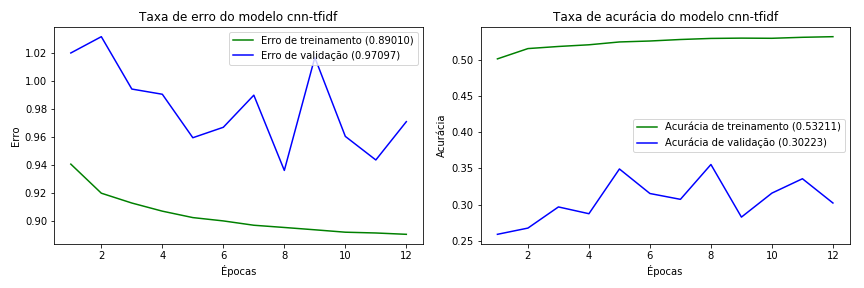 Taxa de erro do modelo cnn-tfidf
Erro de treinamento (0.89010)
Erro de validação (0.97097)
1.02
1.00
0.98
0.96
0.94
0.92
0.90
Erro
2 4 6 8 10 12
Épocas
Taxa de acurácia do modelo cnn-tfidf
Acurácia de treinamento (0.53211)
Acurácia de validação (0.30223)
0.50
0.45
0.40
0.35
0.30
0.25
Acurácia
2 4 6 8 10 12
Épocas